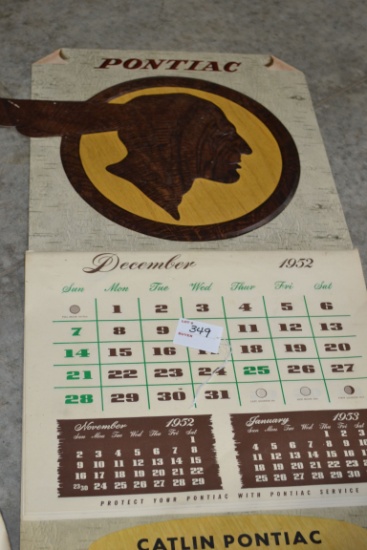 PONTIAC
December 1952
Sun Mon Tue Wed Thur Fri Sat
1 2 3 4 5 6
7 8 9 349 11 12 13
14 15 16 17 18 19 20
21 22 23 24 25 26 27
28 29 30 31
November 1952 January 1953
Sun Mon Tue Wed Thu Fri Sat Sun Mon Tue Wed Thu Fri Sat
1 1 2 3
2 3 4 5 6 7 8 4 5 6 7 8 9 10
9 10 11 12 13 14 15 11 12 13 14 15 16 17
16 17 18 19 20 21 22 18 19 20 21 22 23 24
23/30 24 25 26 27 28 29 25 26 27 28 29 30 31
PROTECT YOUR PONTIAC WITH PONTIAC SERVICE
CATLIN PONTIAC